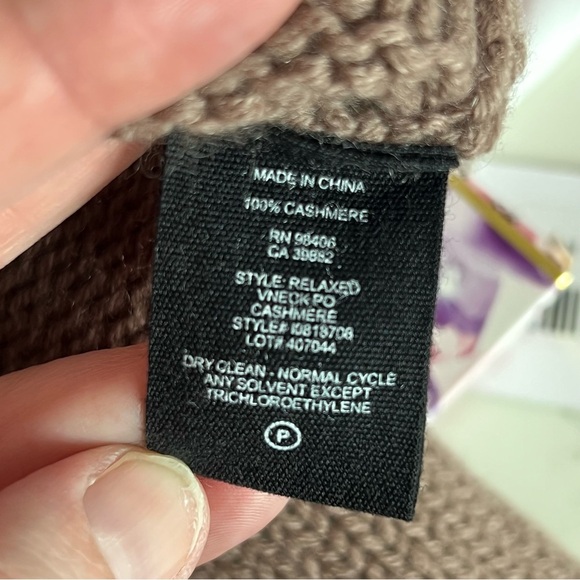 MADE IN CHINA
100% CASHMERE
RN 98406
CA 39882
STYLE: RELAXED
VNECK PO
CASHMERE
STYLE# I0818708
LOT# 407044
DRY CLEAN - NORMAL CYCLE
ANY SOLVENT EXCEPT
TRICHLOROETHYLENE
P